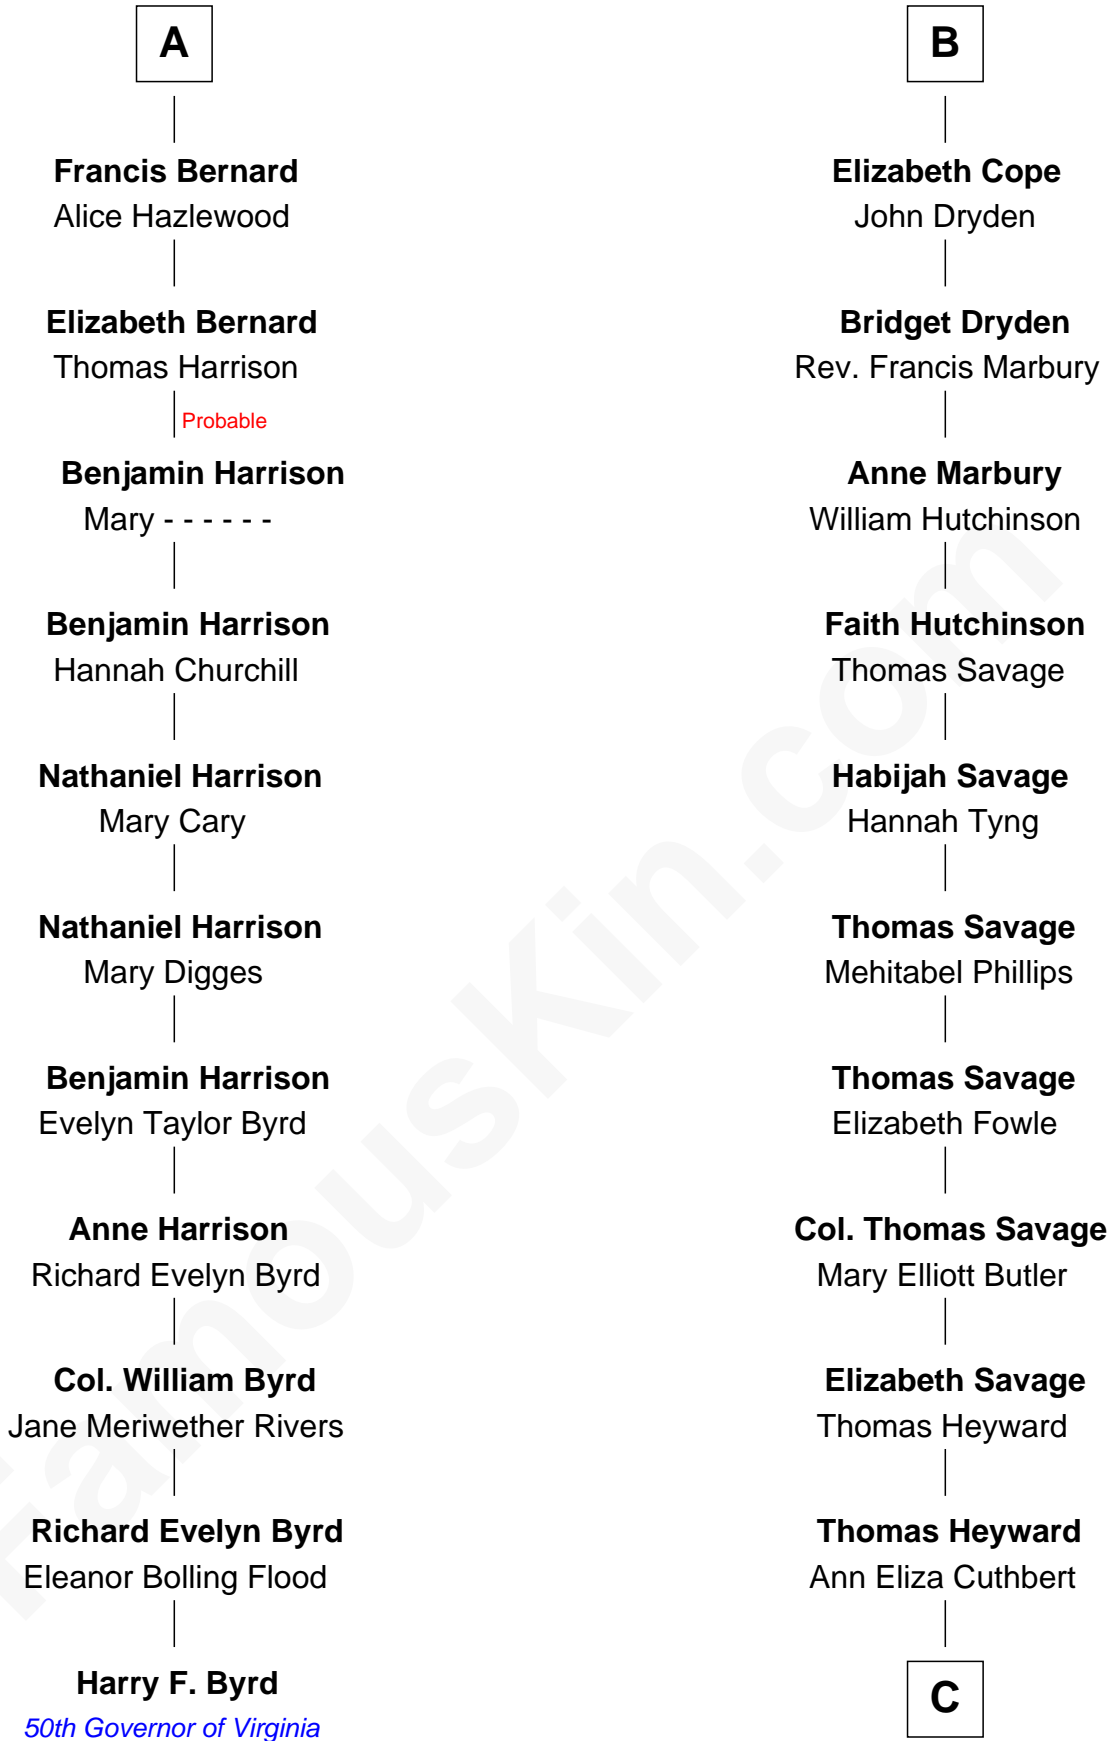 A
Francis Bernard
Alice Hazlewood
Elizabeth Bernard
Thomas Harrison
Probable
Benjamin Harrison
Mary - - - - - -
Benjamin Harrison
Hannah Churchill
Nathaniel Harrison
Mary Cary
Nathaniel Harrison
Mary Digges
Benjamin Harrison
Evelyn Taylor Byrd
Anne Harrison
Richard Evelyn Byrd
Col. William Byrd
Jane Meriwether Rivers
Richard Evelyn Byrd
Eleanor Bolling Flood
Harry F. Byrd
50th Governor of Virginia
B
Elizabeth Cope
John Dryden
Bridget Dryden
Rev. Francis Marbury
Anne Marbury
William Hutchinson
Faith Hutchinson
Thomas Savage
Habijah Savage
Hannah Tyng
Thomas Savage
Mehitabel Phillips
Thomas Savage
Elizabeth Fowle
Col. Thomas Savage
Mary Elliott Butler
Elizabeth Savage
Thomas Heyward
Thomas Heyward
Ann Eliza Cuthbert
C
FamousKin.com